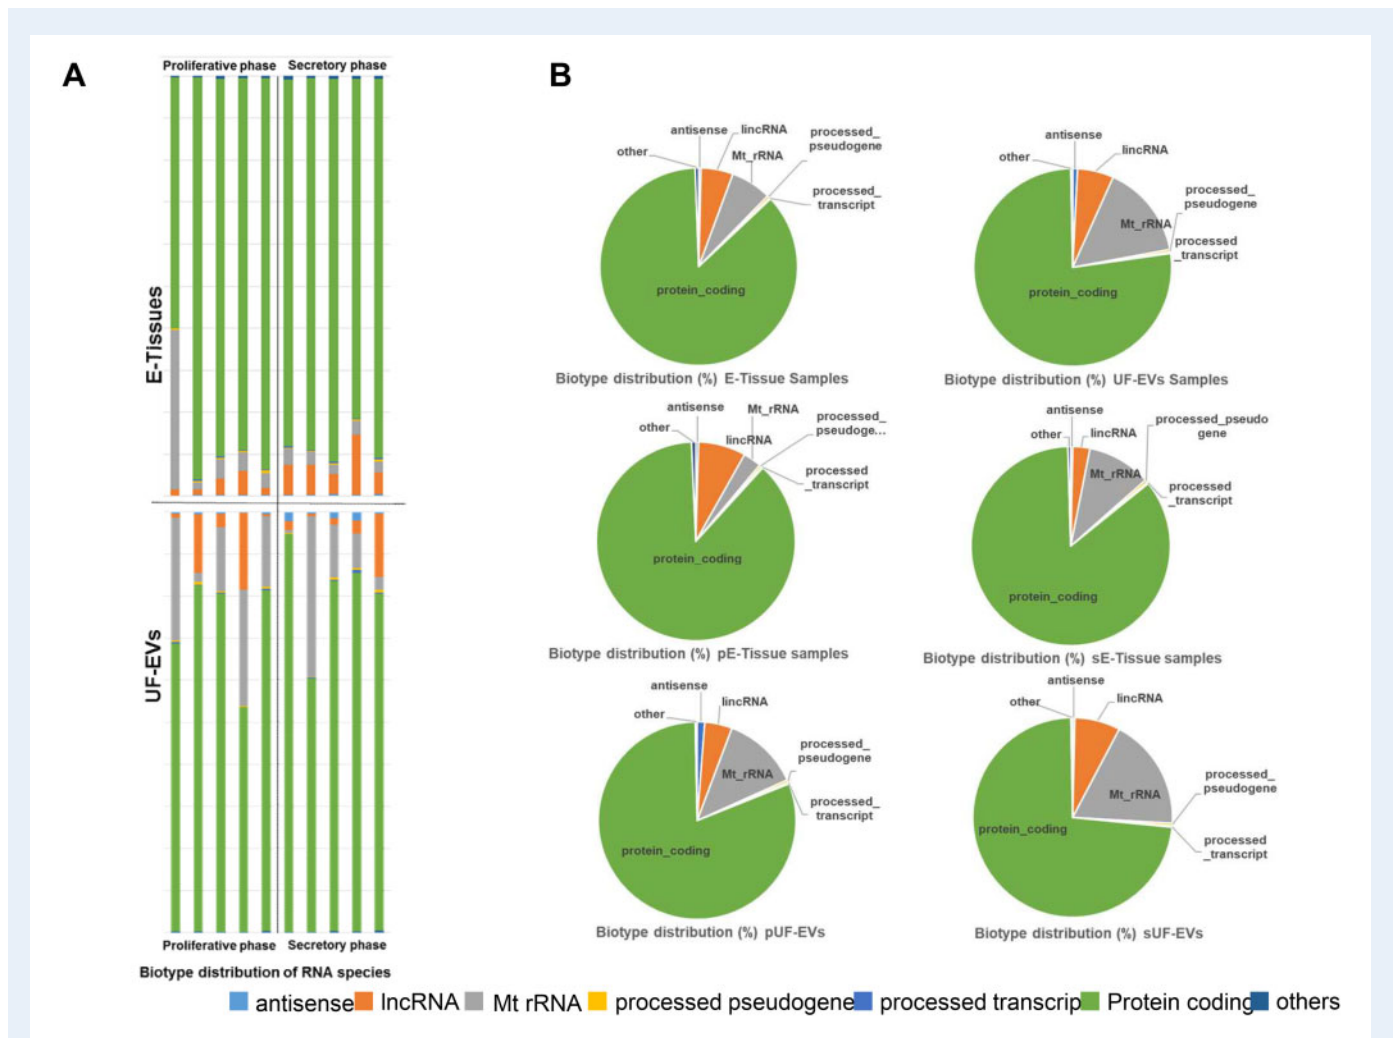 A
Proliferative phase
Secretory phase
E-Tissues
UF-EVs
Proliferative phase
Secretory phase
Biotype distribution of RNA species
B
antisense
lincRNA
processed_
pseudogene
other
Mt_rRNA
processed_
transcript
protein_coding
Biotype distribution (%) E-Tissue Samples
antisense
lincRNA
other
processed_
pseudogene
Mt_rRNA
processed
_transcript
protein_coding
Biotype distribution (%) UF-EVs Samples
antisense
Mt_rRNA
processed_
pseudoge...
other
lincRNA
processed
_transcript
protein_coding
Biotype distribution (%) pE-Tissue samples
antisense
processed_pseudo
gene
other
lincRNA
Mt_rRNA
processed
_transcript
protein_coding
Biotype distribution (%) sE-Tissue samples
antisense
lincRNA
other
processed_
pseudogene
Mt_rRNA
processed_
transcript
protein_coding
Biotype distribution (%) pUF-EVs
antisense
lincRNA
other
processed_
pseudogene
Mt_rRNA
protein_coding
processed
_transcript
Biotype distribution (%) sUF-EVs
antisense lncRNA Mt rRNA processed pseudogene processed transcrip Protein coding others